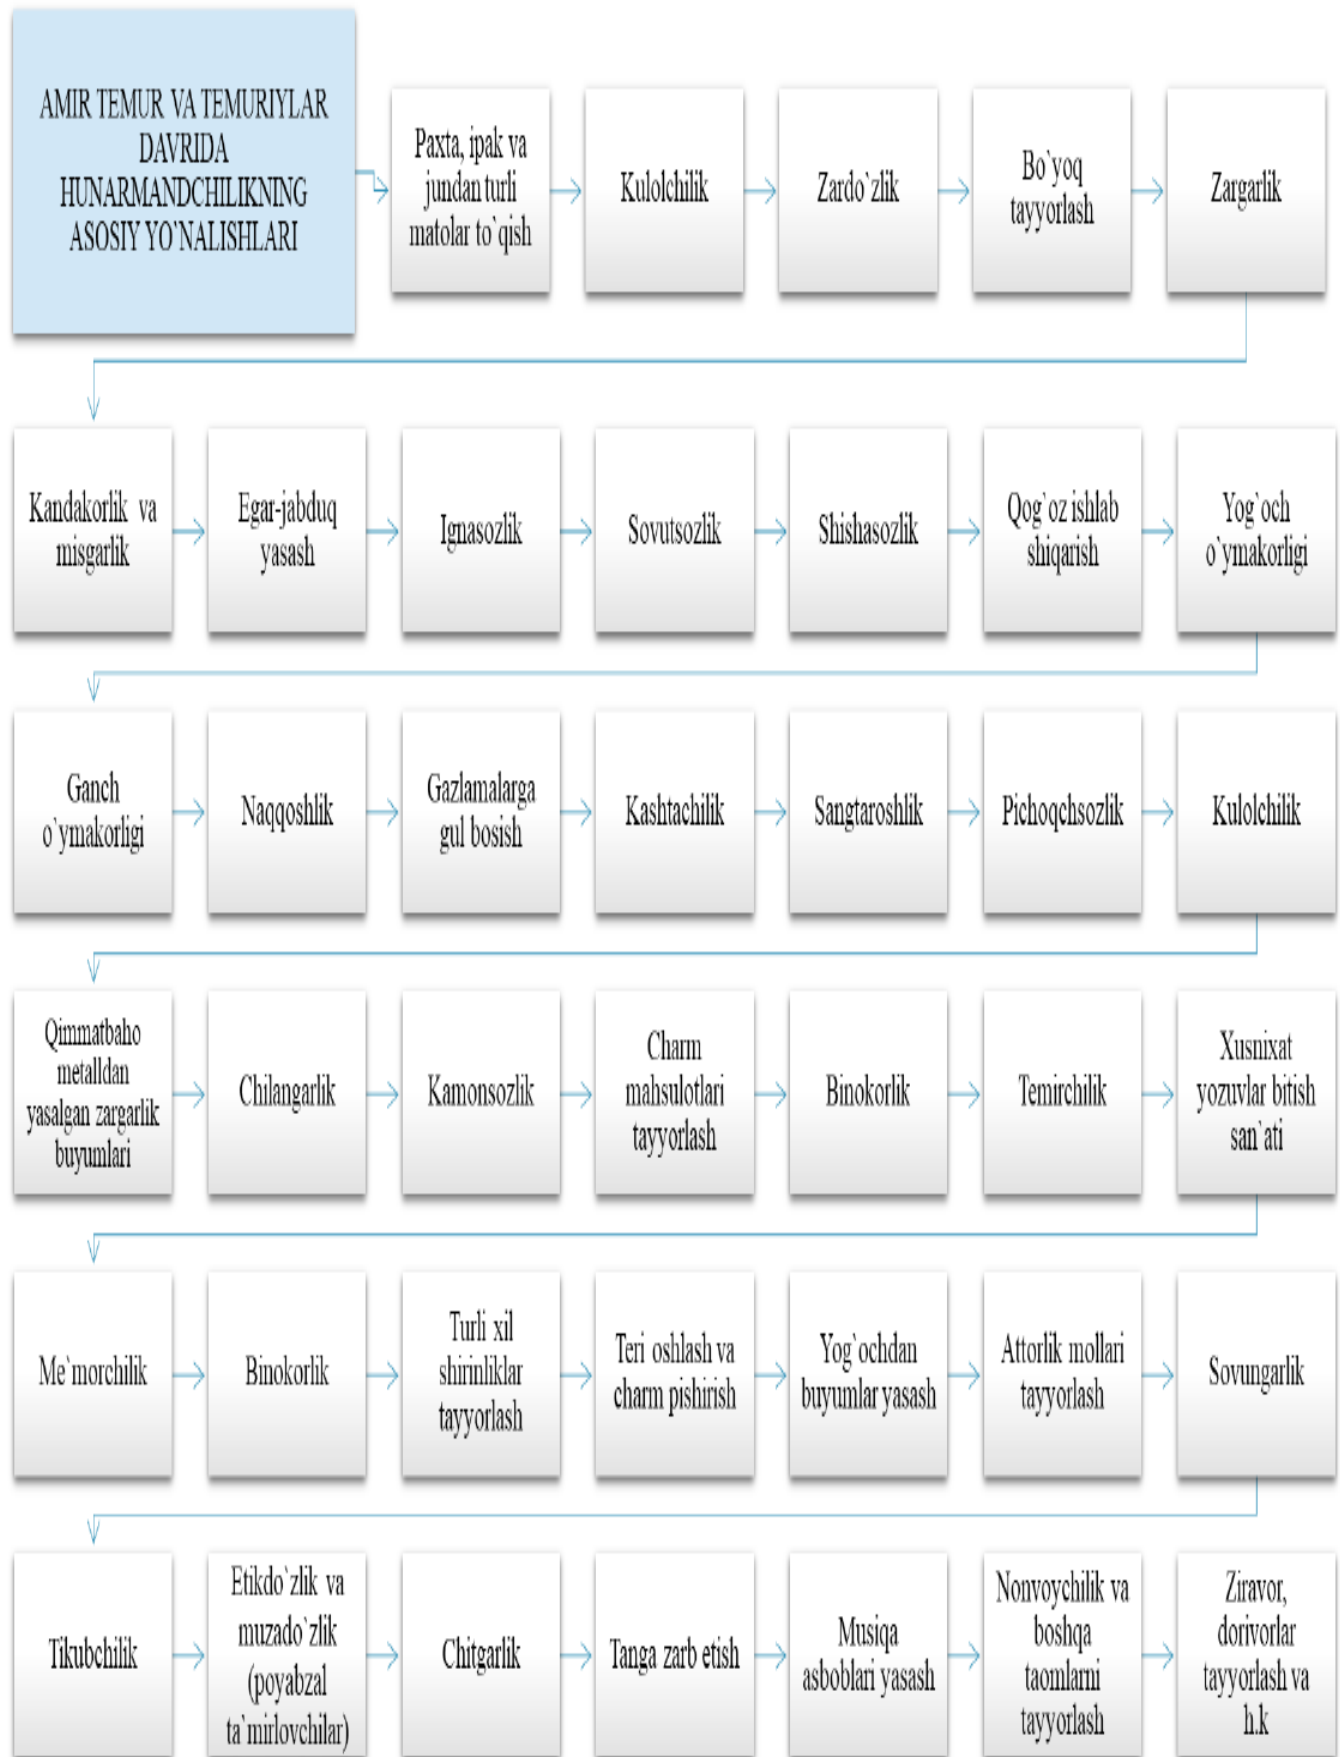 AMIR TEMUR VA TEMURIYLAR
DAVRIDA
HUNARMANDCHILIKNING
ASOSIY YO`NALISHLARI
Paxta, ipak va
jundan turli
matolar to`qish
Kulolchilik
Zardo`zlik
Bo`yoq
tayyorlash
Zargarlik
Kandakorlik va
misgarlik
Egar-jabduq
yasash
Ignasozlik
Sovutsozlik
Shishasozlik
Qog`oz ishlab
shiqarish
Yog`och
o`ymakorligi
Ganch
o`ymakorligi
Naqqoshlik
Gazlamalarga
gul bosish
Kashtachilik
Sangtaroshlik
Pichoqchsozlik
Kulolchilik
Qimmatbaho
metalldan
yasalgan zargarlik
buyumlari
Chilangarlik
Kamonsozlik
Charm
mahsulotlari
tayyorlash
Binokorlik
Temirchilik
Xusnixat
yozuvlar bitish
san`ati
Me`morchilik
Binokorlik
Turli xil
shirinliklar
tayyorlash
Teri oshlash va
charm pishirish
Yog`ochdan
buyumlar yasash
Attorlik mollari
tayyorlash
Sovungarlik
Tikubchilik
Etikdo`zlik va
muzado`zlik
(poyabzal
ta`mirlovchilar)
Chitgarlik
Tanga zarb etish
Musiqa
asboblari yasash
Nonvoychilik va
boshqa
taomlarni
tayyorlash
Ziravor,
dorivorlar
tayyorlash va
h.k